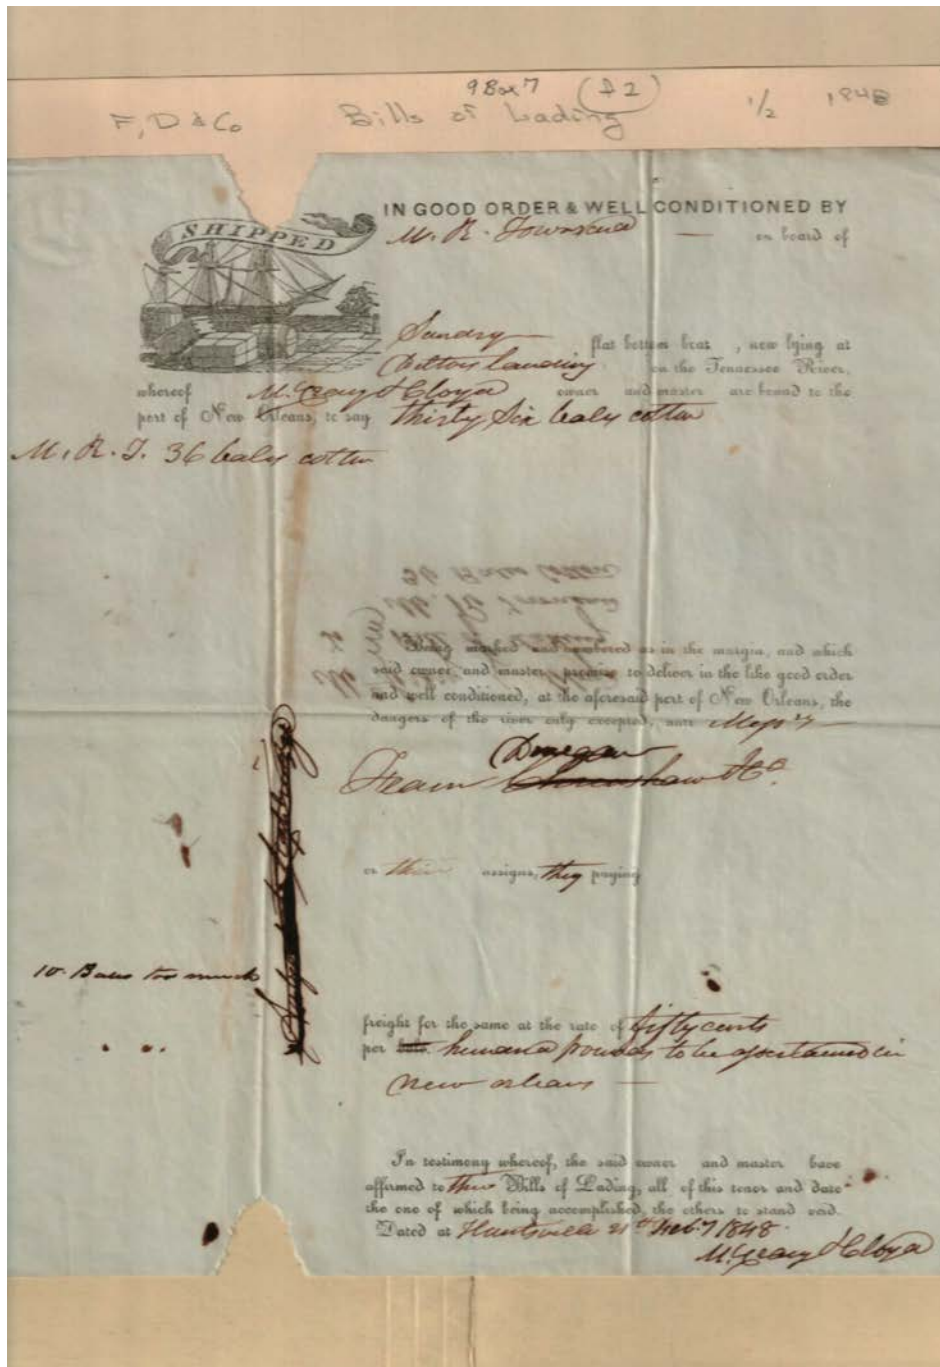 9 Box 7 (A2)
F, D & Co Bills of Lading 1/2 1848
SHIPPED
IN GOOD ORDER & WELL CONDITIONED BY
M. R. Townsend — on board of
Sundry flat bottom boat, now lying at
landing on the Tennessee River,
whereof owner and master are bound to the
port of New Orleans, to say thirty Six bales cotton
M. R. T. 36 bales cotton
Being marked and numbered as in the margin, and which
said owner and master promise to deliver in the like good order
and well conditioned, at the aforesaid port of New Orleans, the
dangers of the river only excepted, unto Messrs
Donegan
Fearn & Co.
or their assigns, they paying
10 Bales too much
freight for the same at the rate of fifty cents
per bale hundred pounds to be ascertained in
New orleans —
In testimony whereof, the said owner and master have
affirmed to three Bills of Lading, all of this tenor and date
the one of which being accomplished, the others to stand void.
Dated at Huntsville 21st Feby 1848.